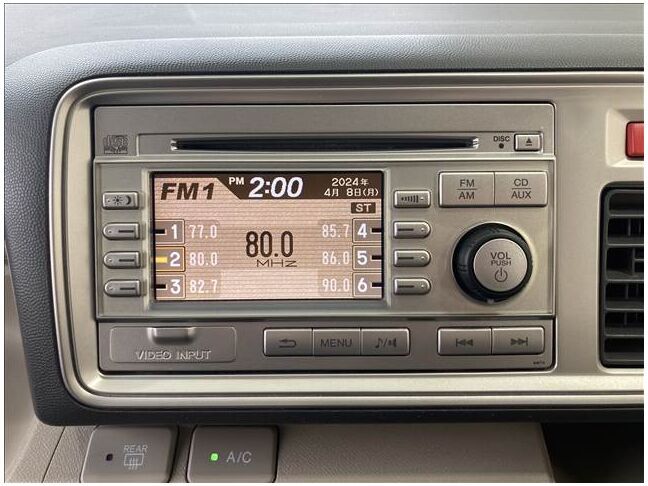 DISC
FM1 PM 2:00 2024年
4月 8日(月)
ST
FM
AM
CD
AUX
1 77.0
2 80.0
3 82.7
80.0
MHz
85.7 4
86.0 5
90.0 6
VOL
PUSH
VIDEO INPUT
MENU
REAR
A/C